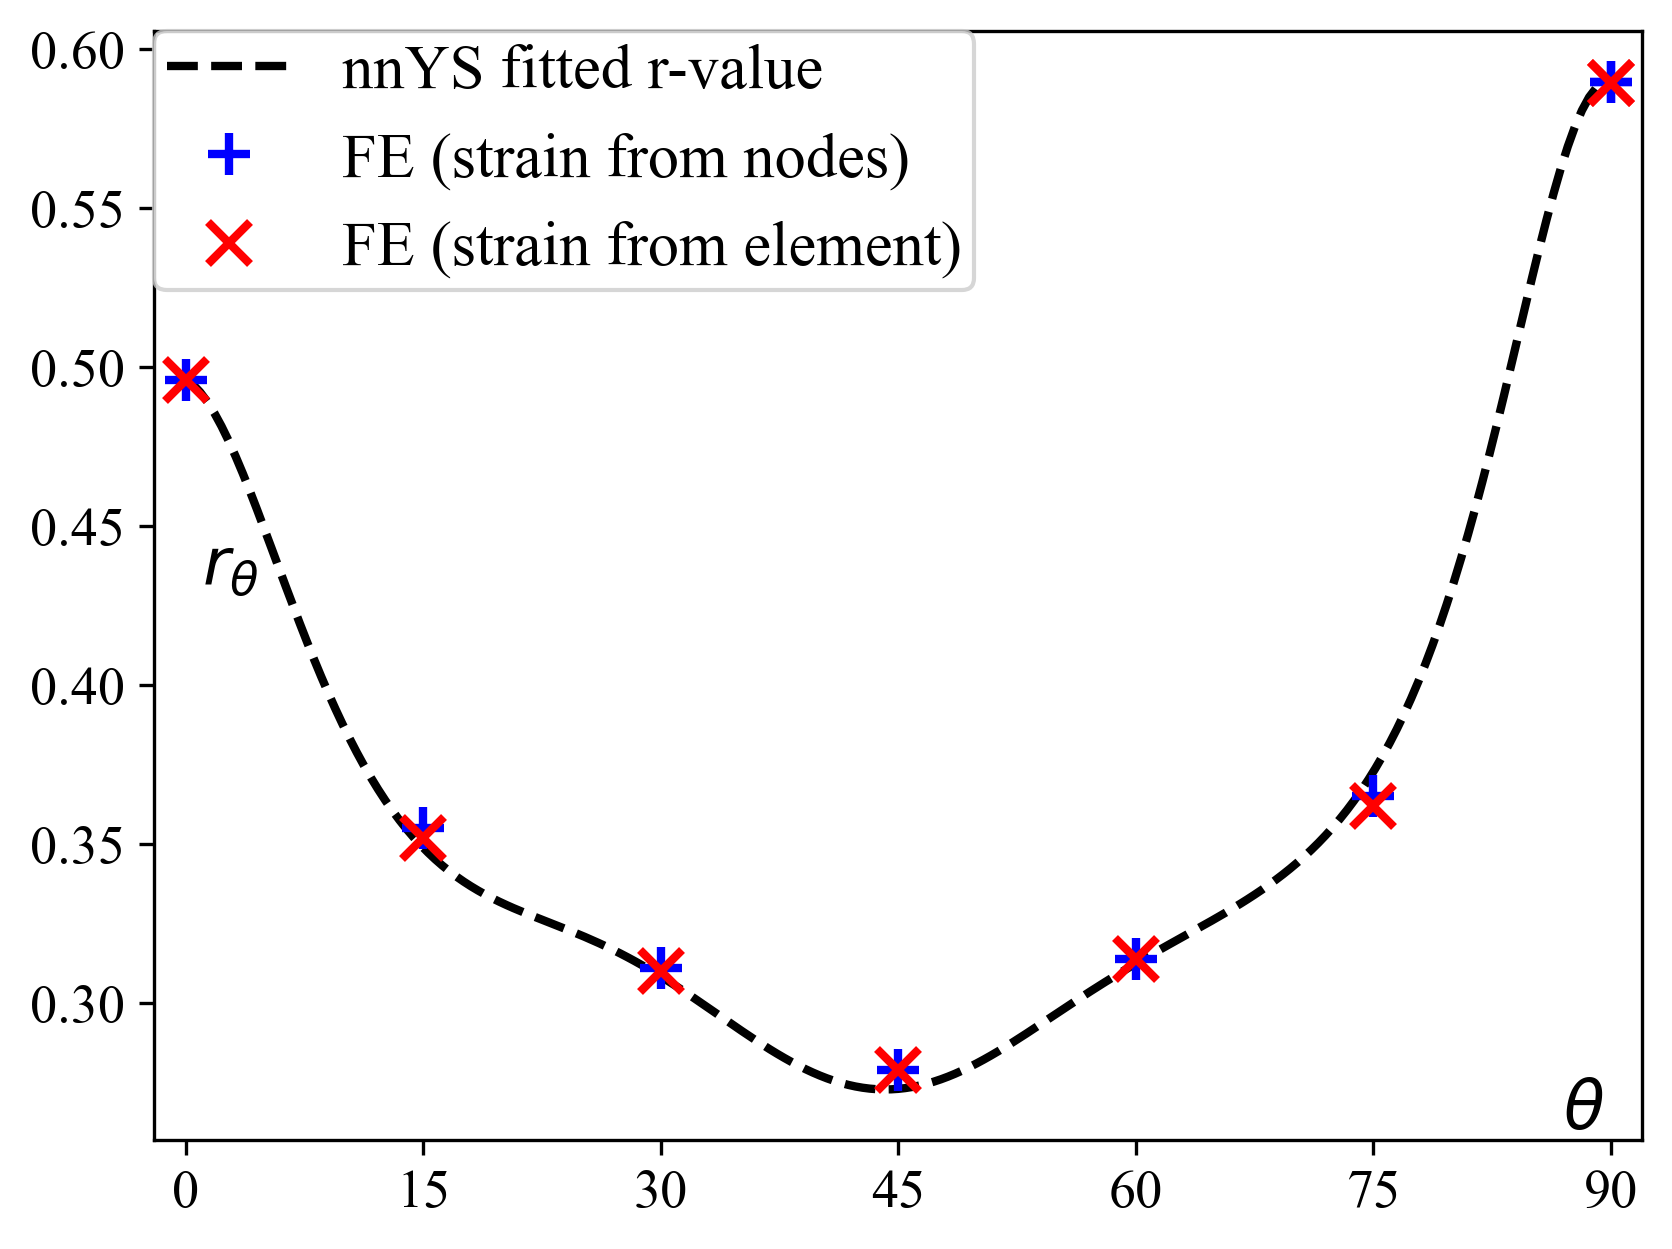 nnYS fitted r-value
FE (strain from nodes)
FE (strain from element)
0.60
0.55
0.50
0.45
0.40
0.35
0.30
r_θ
θ
0 15 30 45 60 75 90